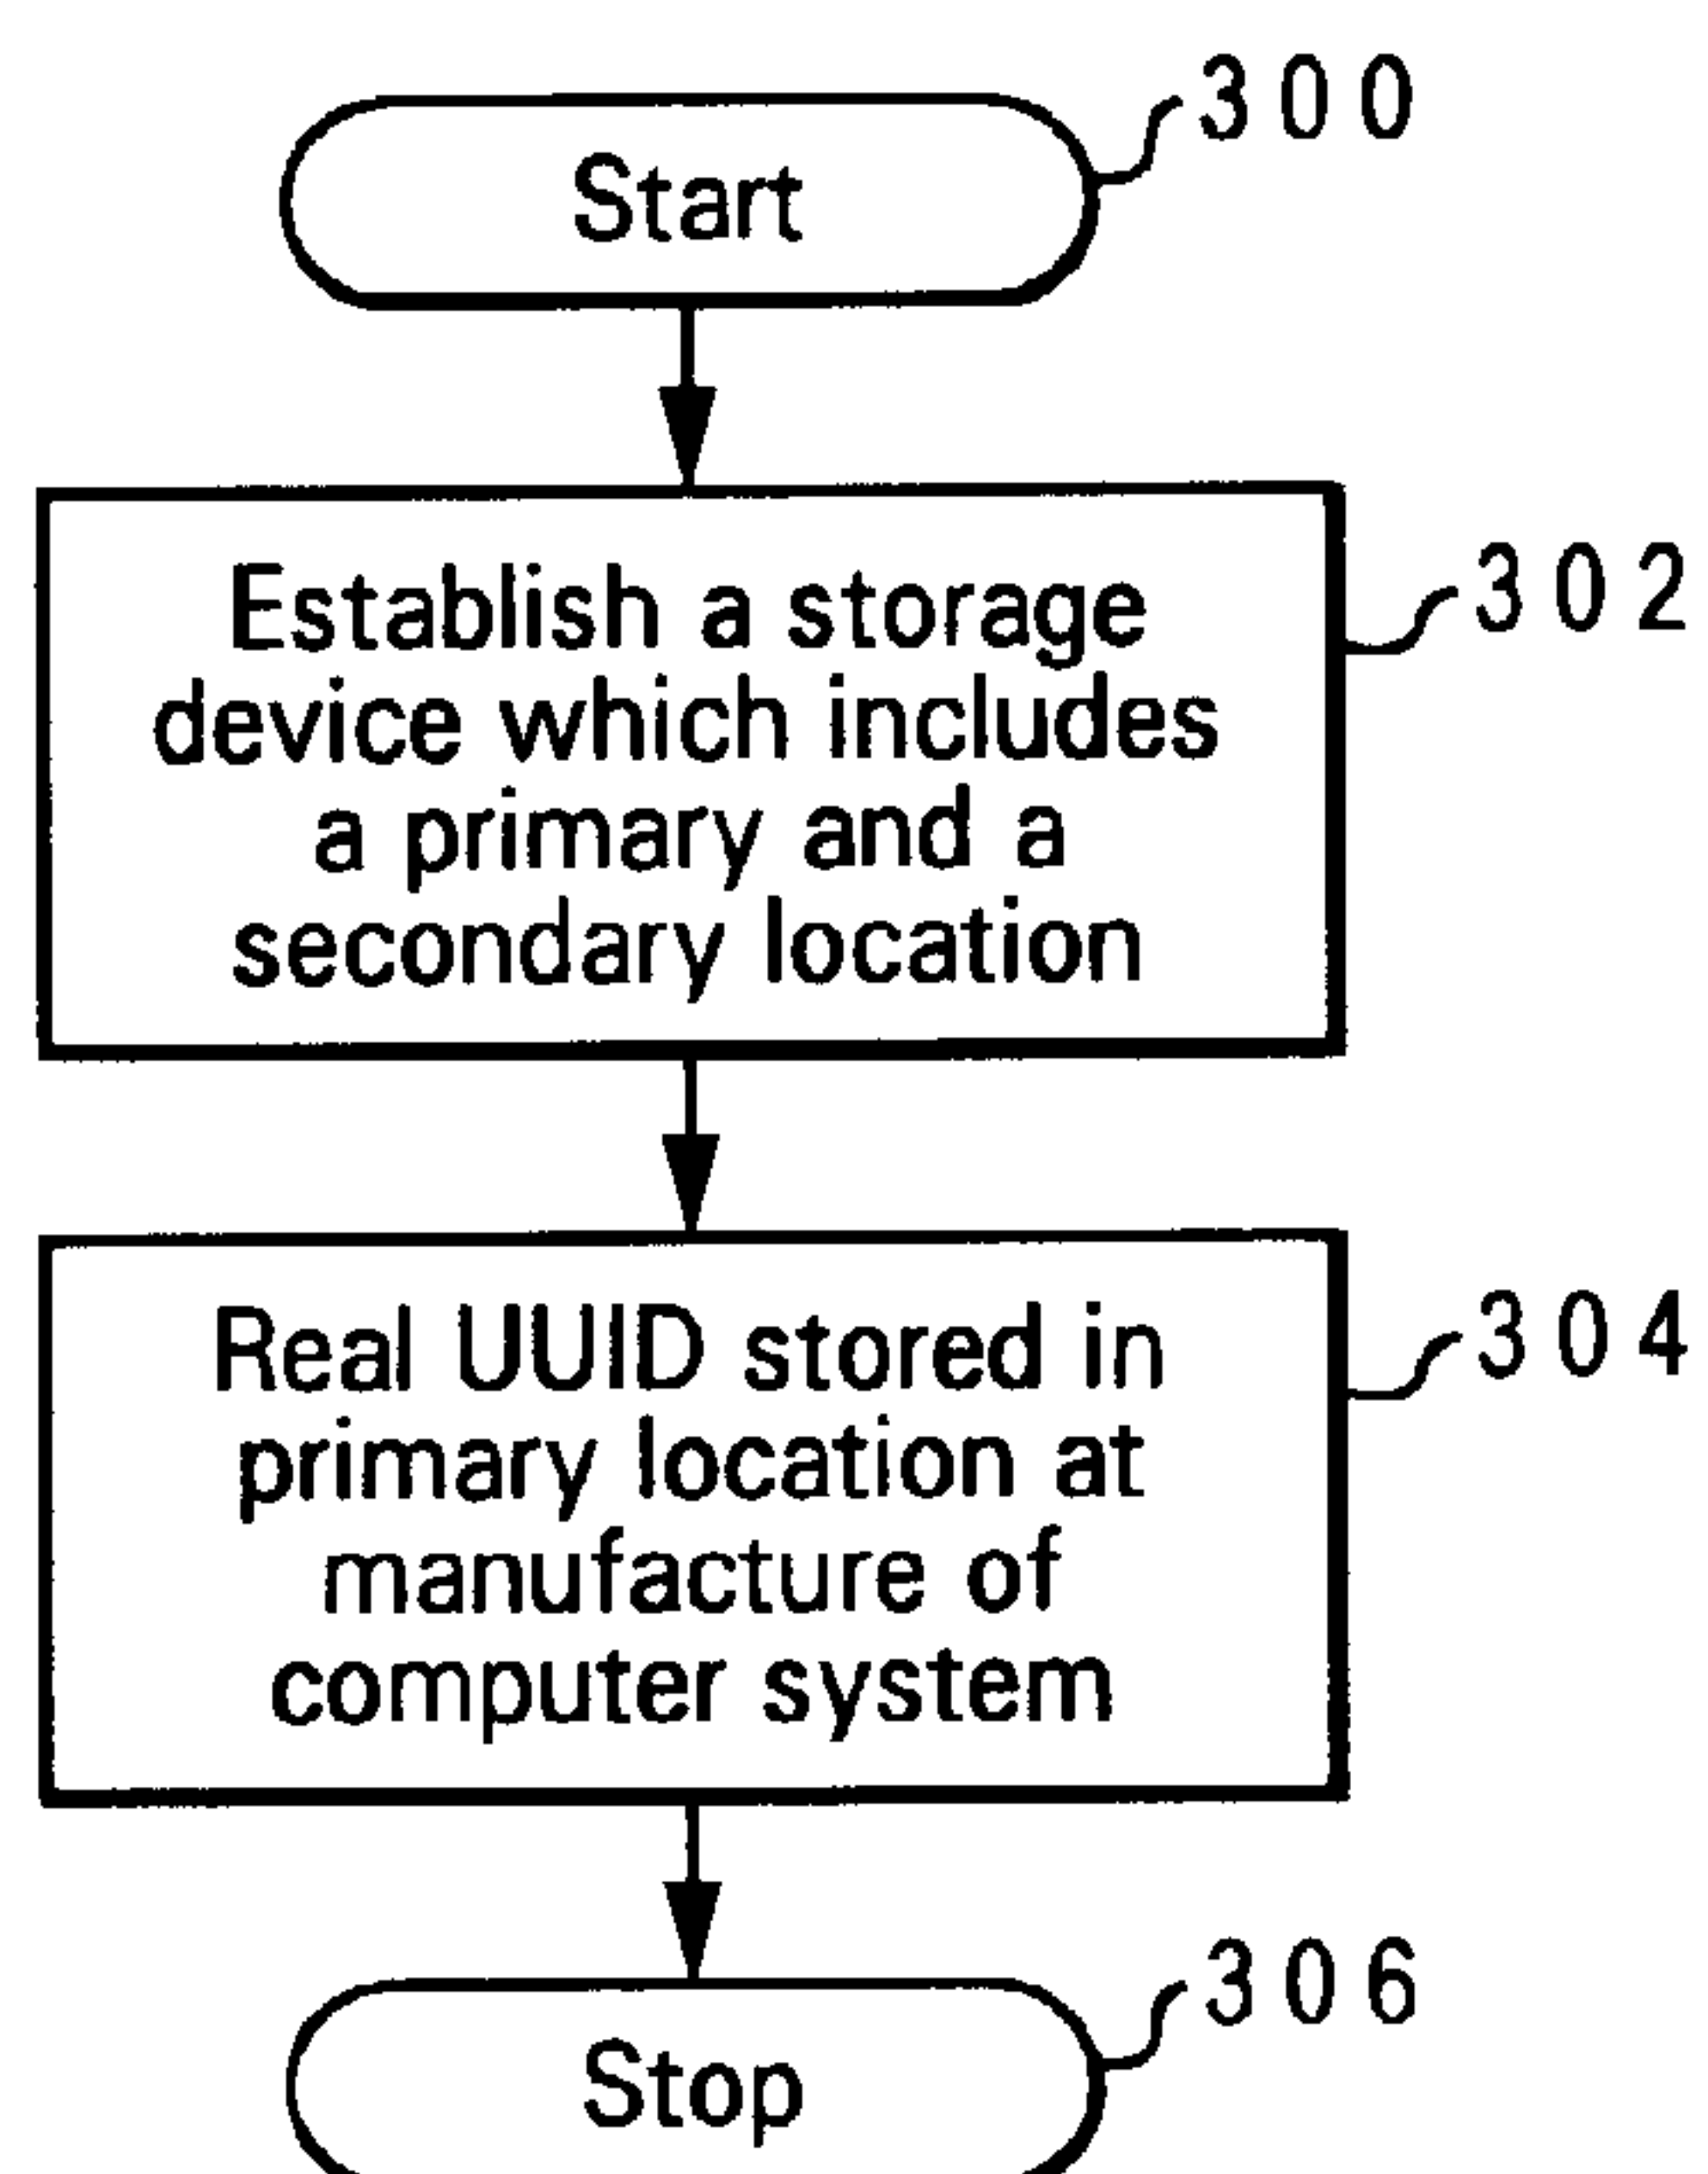 300
Start
302
Establish a storage
device which includes
a primary and a
secondary location
304
Real UUID stored in
primary location at
manufacture of
computer system
306
Stop